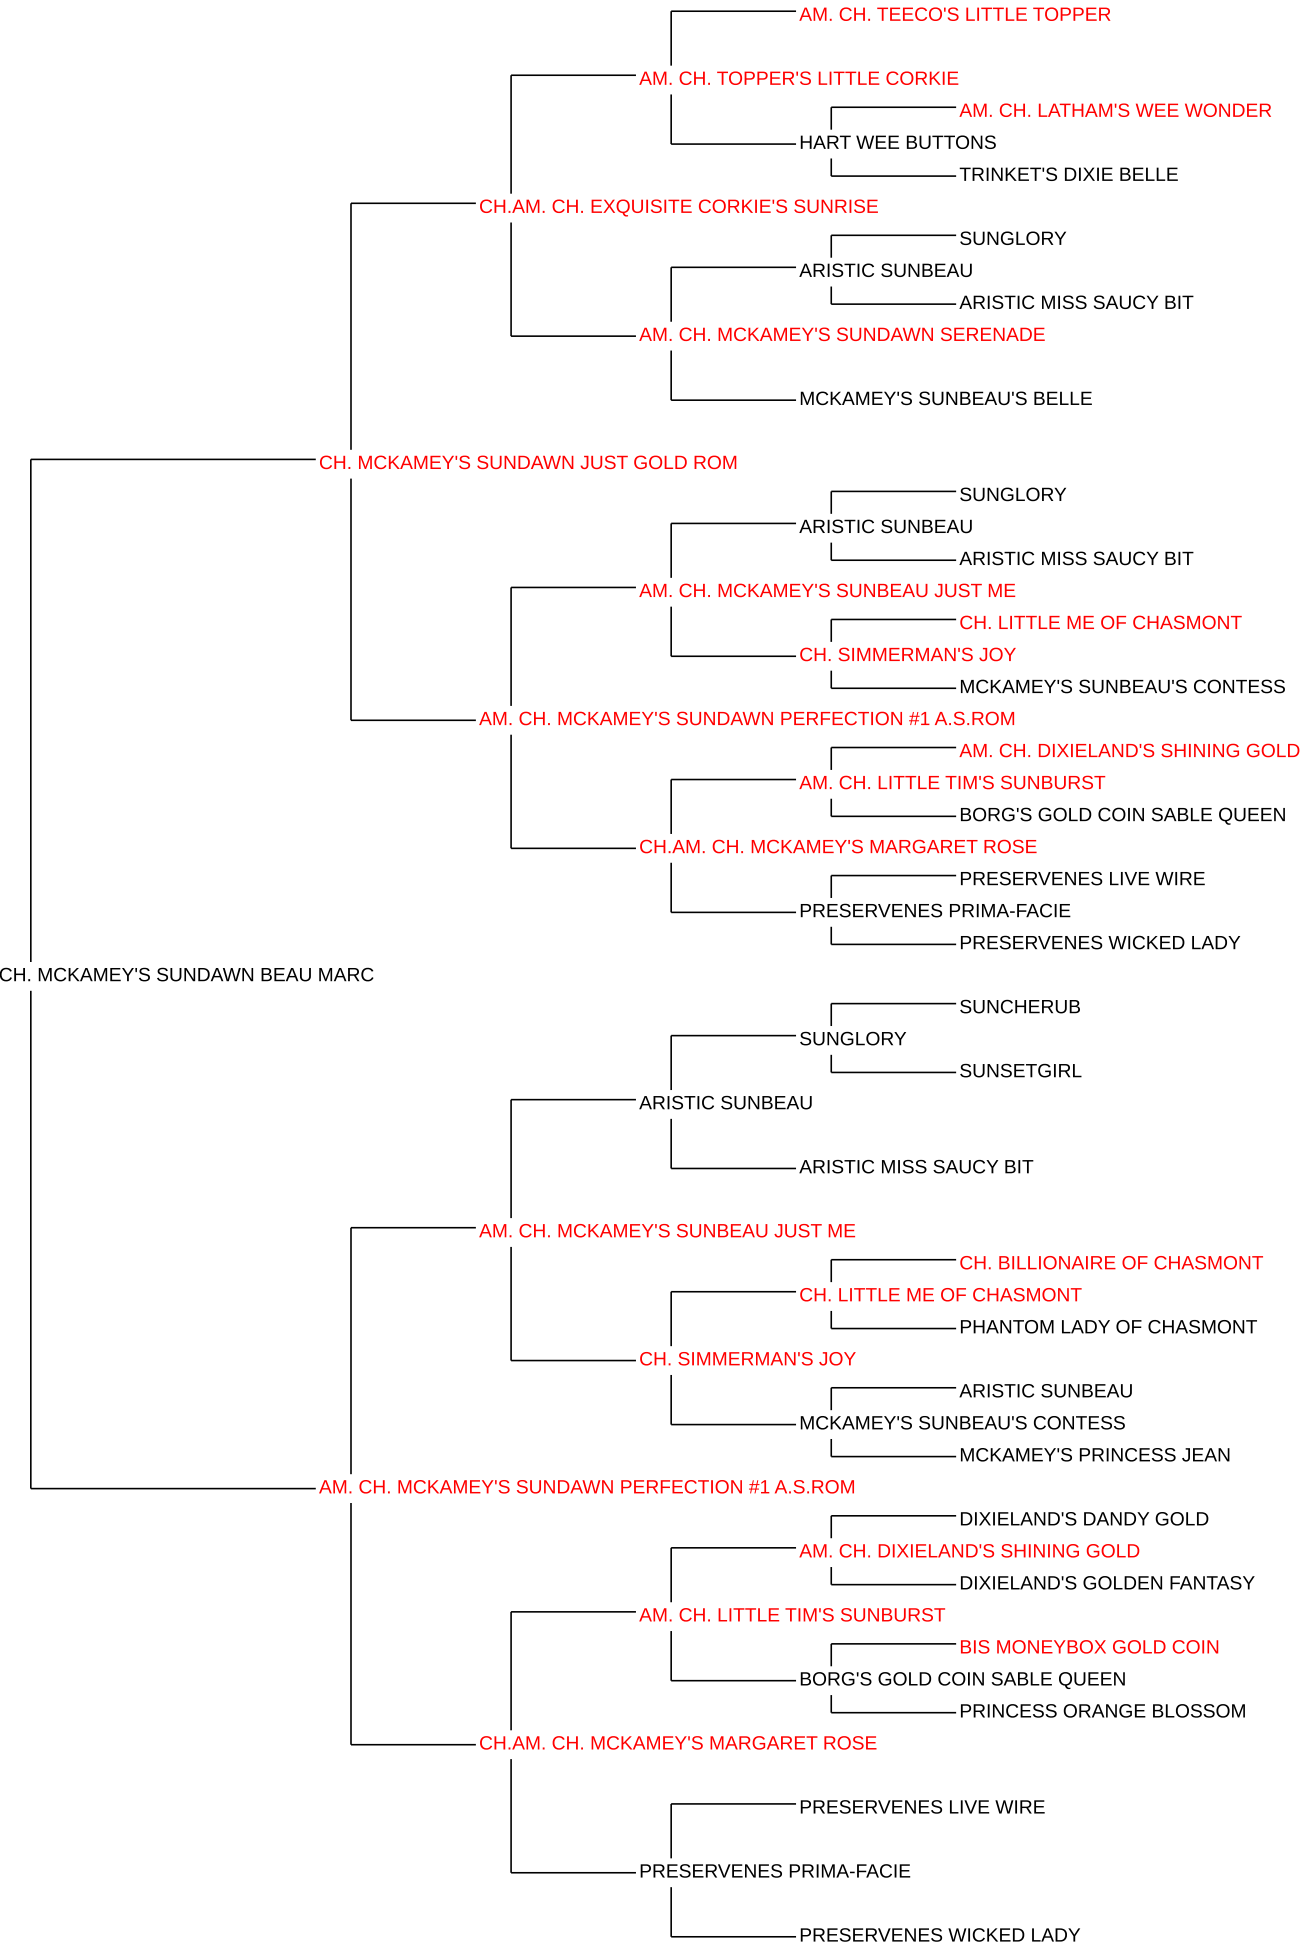 AM. CH. TEECO'S LITTLE TOPPER
AM. CH. TOPPER'S LITTLE CORKIE
AM. CH. LATHAM'S WEE WONDER
HART WEE BUTTONS
TRINKET'S DIXIE BELLE
CH.AM. CH. EXQUISITE CORKIE'S SUNRISE
SUNGLORY
ARISTIC SUNBEAU
ARISTIC MISS SAUCY BIT
AM. CH. MCKAMEY'S SUNDAWN SERENADE
MCKAMEY'S SUNBEAU'S BELLE
CH. MCKAMEY'S SUNDAWN JUST GOLD ROM
SUNGLORY
ARISTIC SUNBEAU
ARISTIC MISS SAUCY BIT
AM. CH. MCKAMEY'S SUNBEAU JUST ME
CH. LITTLE ME OF CHASMONT
CH. SIMMERMAN'S JOY
MCKAMEY'S SUNBEAU'S CONTESS
AM. CH. MCKAMEY'S SUNDAWN PERFECTION #1 A.S.ROM
AM. CH. DIXIELAND'S SHINING GOLD
AM. CH. LITTLE TIM'S SUNBURST
BORG'S GOLD COIN SABLE QUEEN
CH.AM. CH. MCKAMEY'S MARGARET ROSE
PRESERVENES LIVE WIRE
PRESERVENES PRIMA-FACIE
PRESERVENES WICKED LADY
CH. MCKAMEY'S SUNDAWN BEAU MARC
SUNCHERUB
SUNGLORY
SUNSETGIRL
ARISTIC SUNBEAU
ARISTIC MISS SAUCY BIT
AM. CH. MCKAMEY'S SUNBEAU JUST ME
CH. BILLIONAIRE OF CHASMONT
CH. LITTLE ME OF CHASMONT
PHANTOM LADY OF CHASMONT
CH. SIMMERMAN'S JOY
ARISTIC SUNBEAU
MCKAMEY'S SUNBEAU'S CONTESS
MCKAMEY'S PRINCESS JEAN
AM. CH. MCKAMEY'S SUNDAWN PERFECTION #1 A.S.ROM
DIXIELAND'S DANDY GOLD
AM. CH. DIXIELAND'S SHINING GOLD
DIXIELAND'S GOLDEN FANTASY
AM. CH. LITTLE TIM'S SUNBURST
BIS MONEYBOX GOLD COIN
BORG'S GOLD COIN SABLE QUEEN
PRINCESS ORANGE BLOSSOM
CH.AM. CH. MCKAMEY'S MARGARET ROSE
PRESERVENES LIVE WIRE
PRESERVENES PRIMA-FACIE
PRESERVENES WICKED LADY